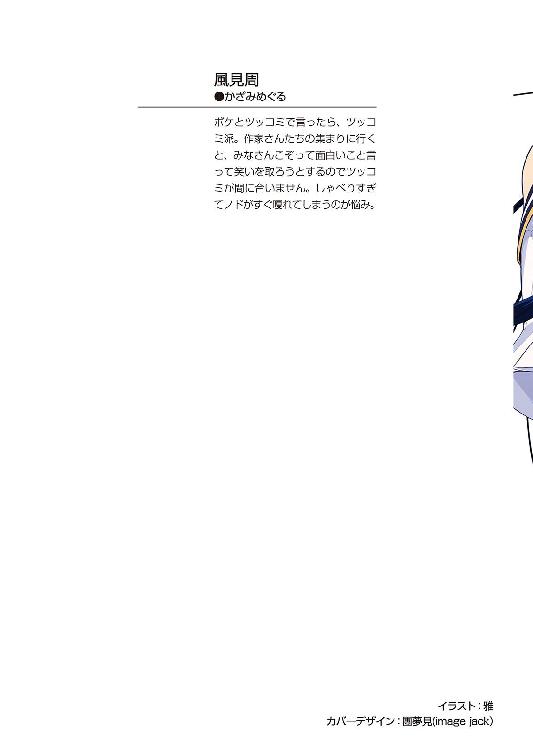 風見周
●かざみめぐる
ボケとツッコミで言ったら、ツッコ
ミ派。作家さんたちの集まりに行く
と、みなさんこぞって面白いこと言
って笑いを取ろうとするのでツッコ
ミが間に合いません。しゃべりすぎ
てノドがすぐ嗄れてしまうのが悩み。
イラスト:雅
カバーデザイン:團夢見(image jack)